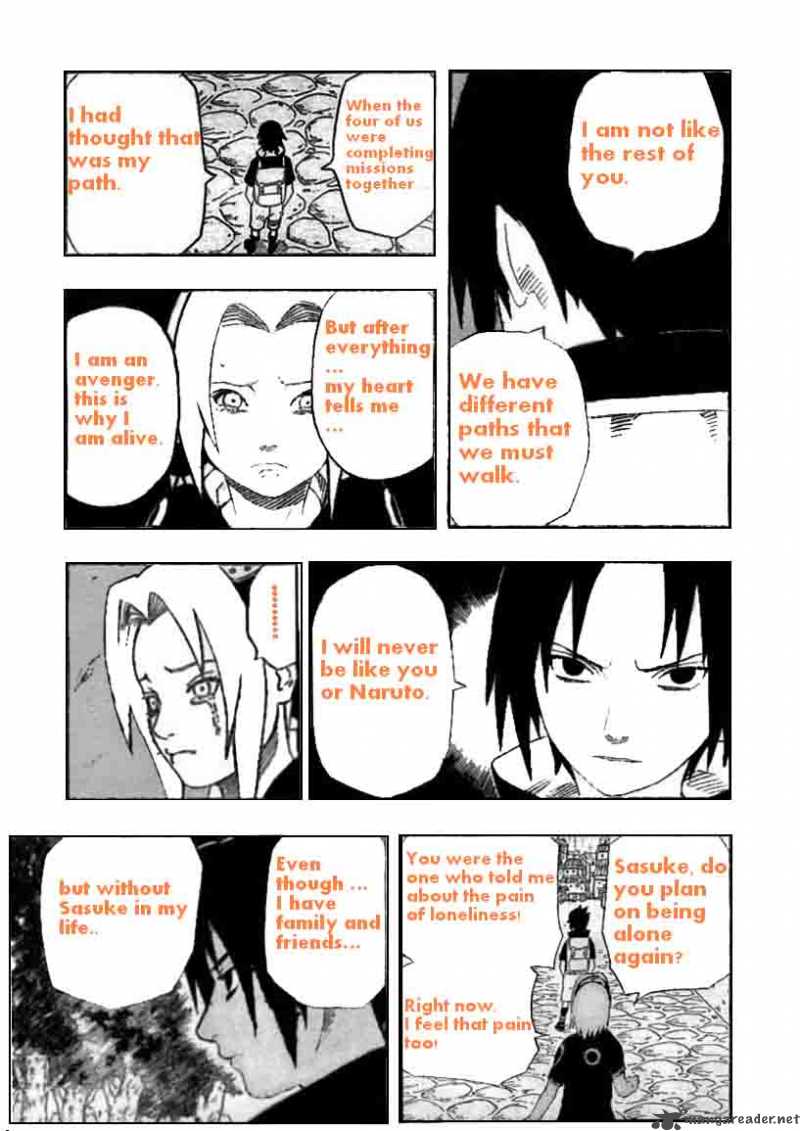 I am not like
the rest of
you.
We have
different
paths that
we must
walk.
When the
four of us
were
completing
missions
together
I had
thought that
was my
path.
But after
everything
...
my heart
tells me
...
I am an
avenger.
this is
why I
am alive.
I will never
be like you
or Naruto.
.........
Sasuke, do
you plan
on being
alone
again?
You were the
one who told me
about the pain
of loneliness!
Right now.
I feel that pain
too!
Even
though ...
I have
family and
friends...
but without
Sasuke in my
life..
mangareader.net